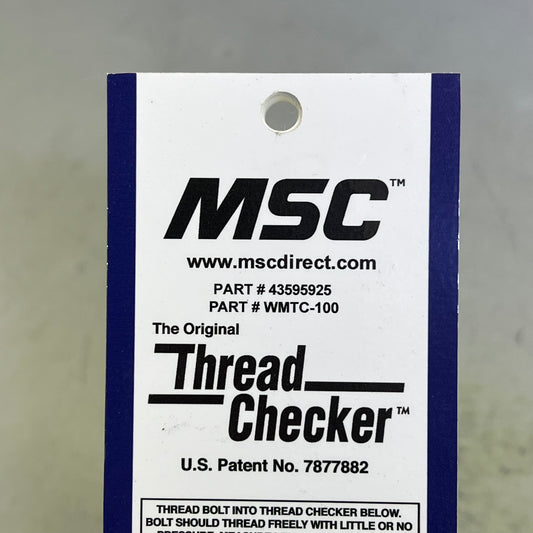 MSC™
www.mscdirect.com
PART # 43595925
PART # WMTC-100
The Original
Thread
Checker™
U.S. Patent No. 7877882
THREAD BOLT INTO THREAD CHECKER BELOW.
BOLT SHOULD THREAD FREELY WITH LITTLE OR NO